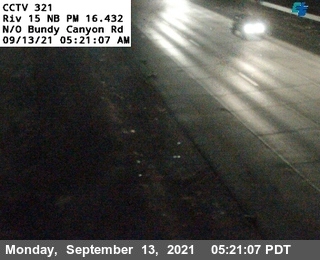 CCTV 321
Riv 15 NB PM 16.432
N/O Bundy Canyon Rd
09/13/21 05:21:07 AM
Monday, September 13, 2021 05:21:07 PDT